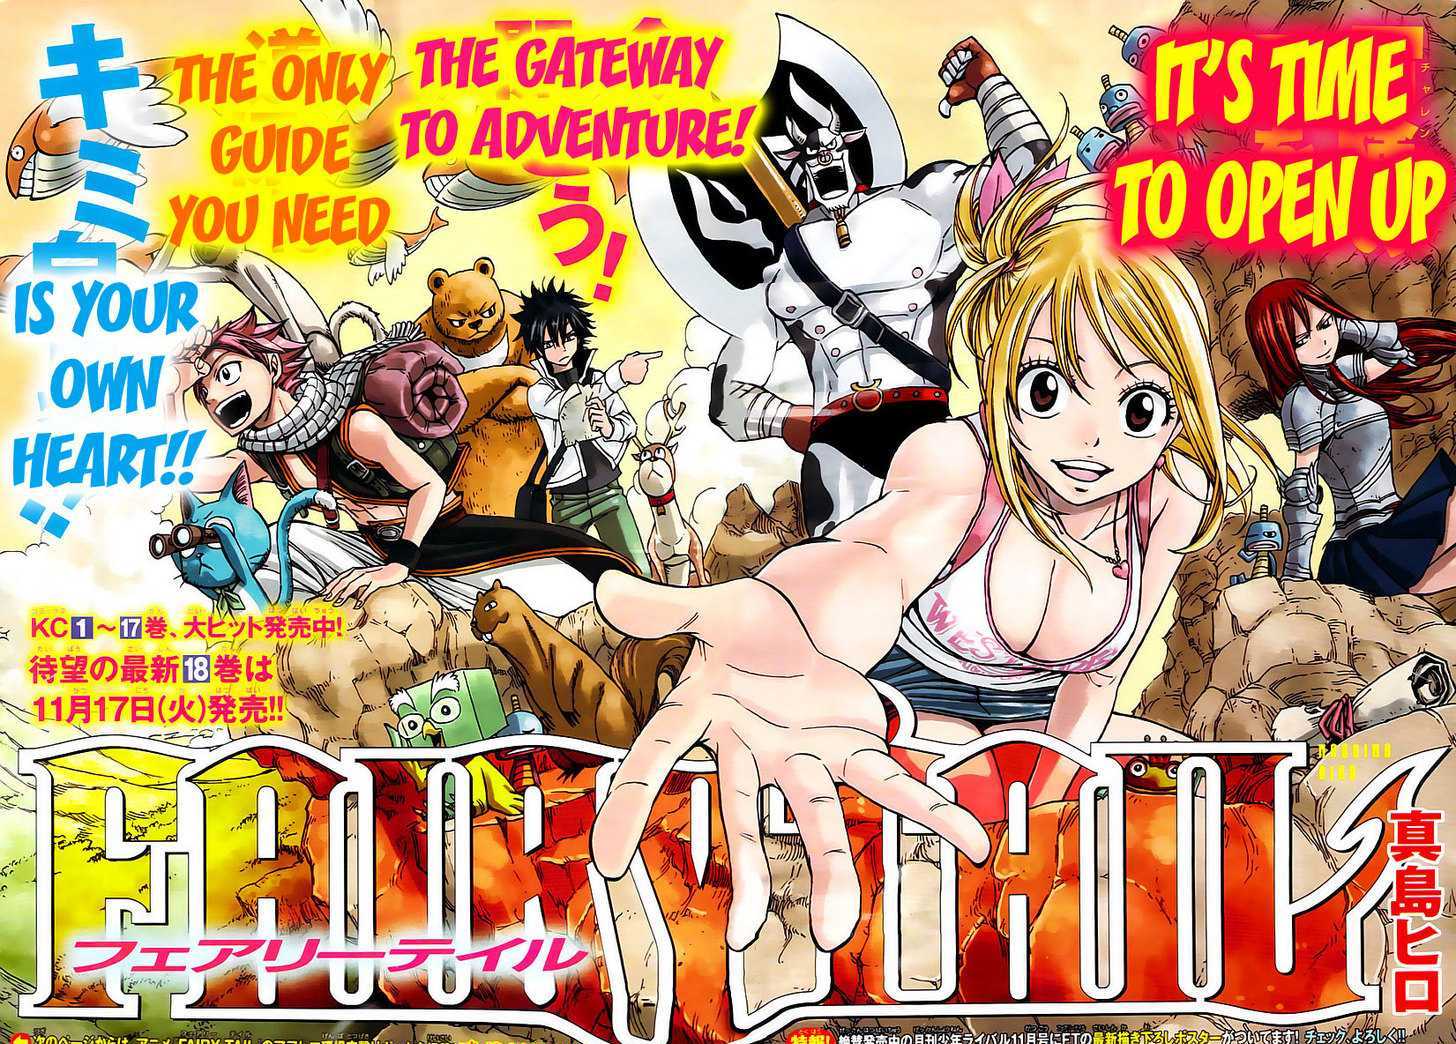 IT'S TIME
TO OPEN UP
THE GATEWAY
TO ADVENTURE!
う!
THE ONLY
GUIDE
YOU NEED
キミ
IS YOUR
OWN
HEART!!
KC1〜17巻、大ヒット発売中!
待望の最新18巻は
11月17日(火)発売!!
FAIRY TAIL
フェアリーテイル
真島ヒロ
WEST